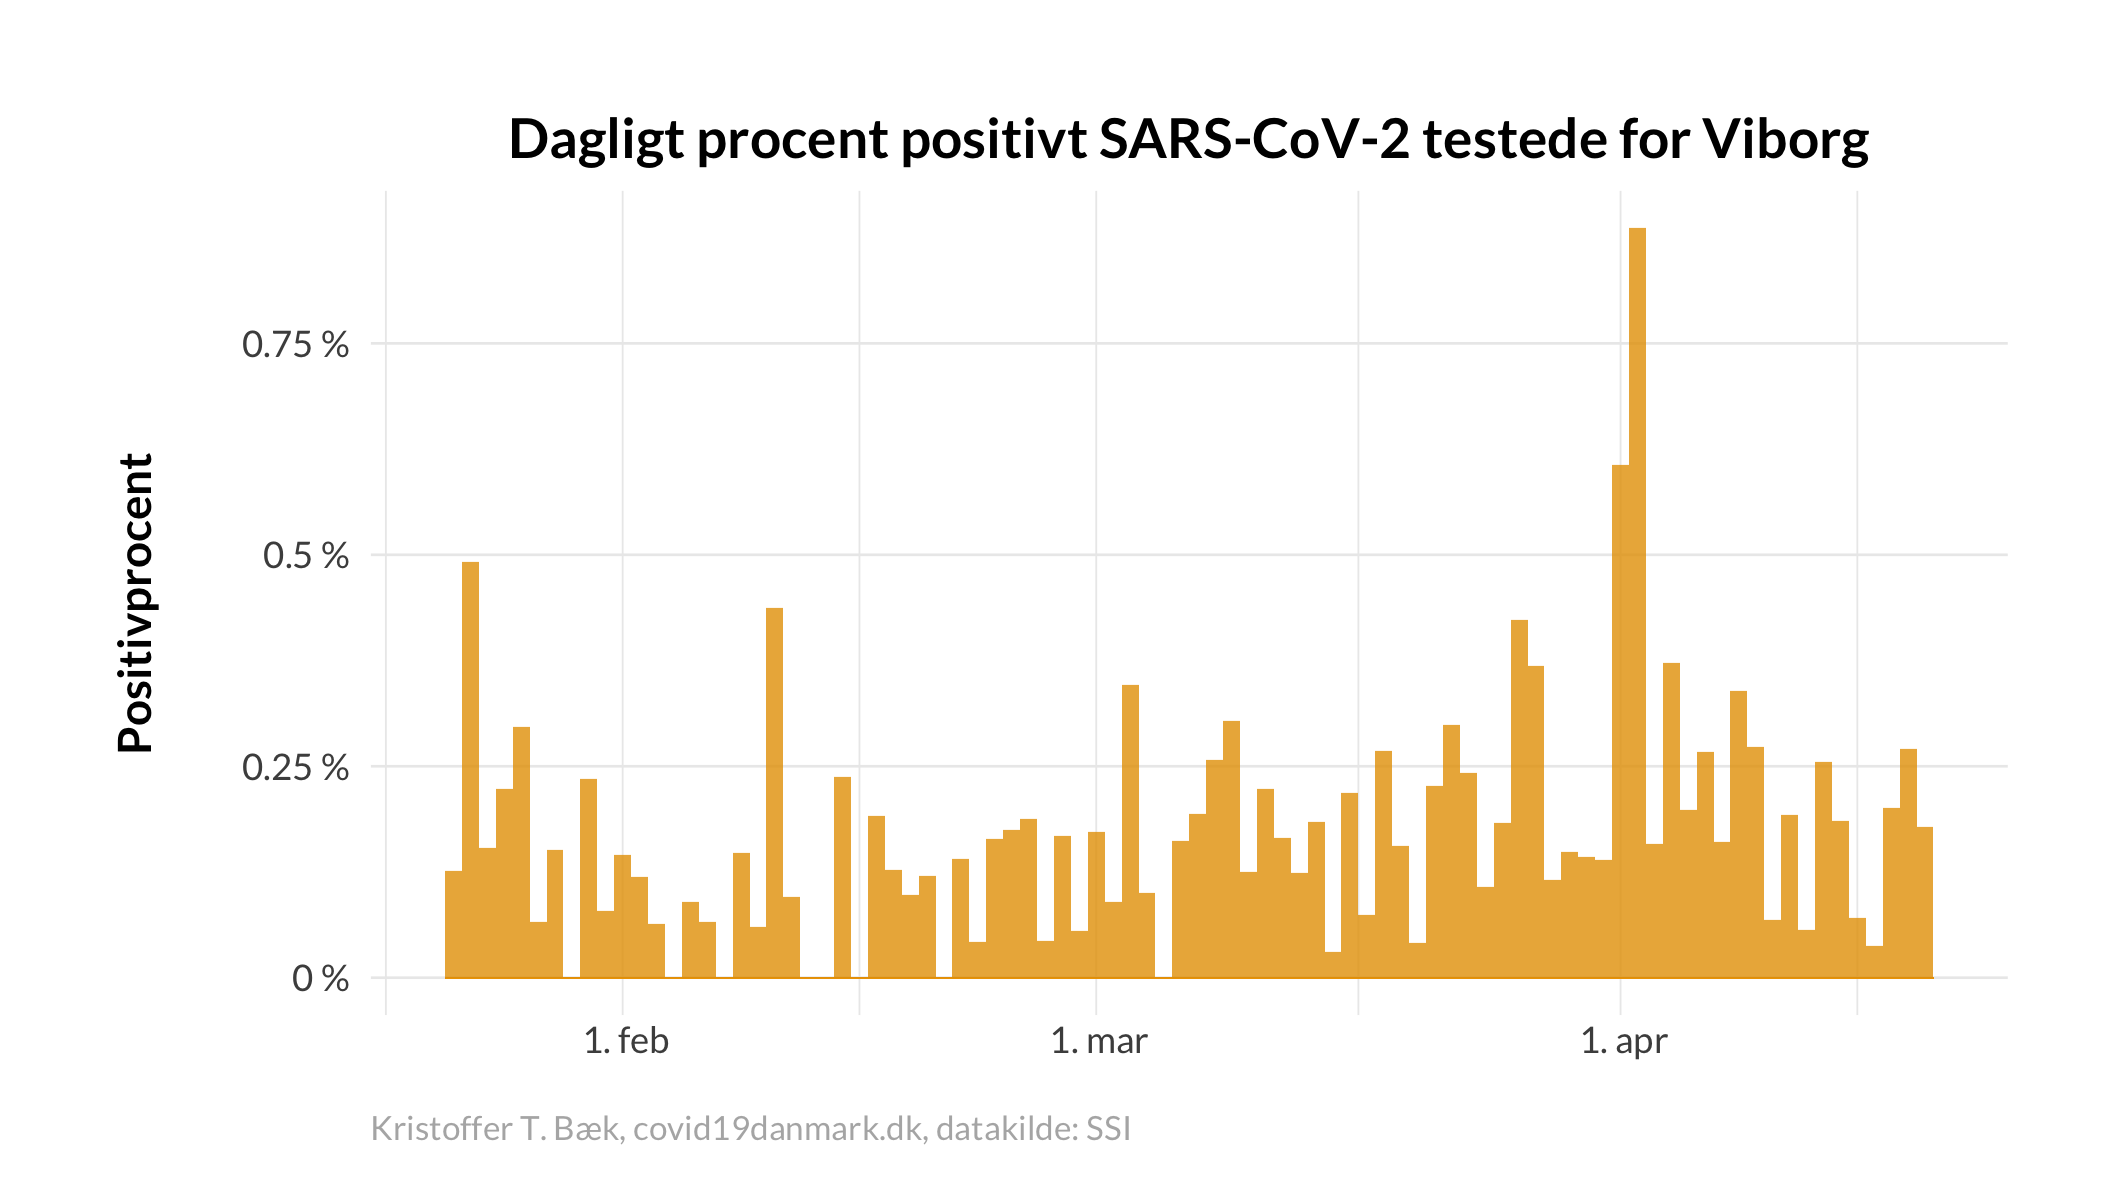 Dagligt procent positivt SARS-CoV-2 testede for Viborg
Positivprocent
0.75 %
0.5 %
0.25 %
0 %
1. feb
1. mar
1. apr
Kristoffer T. Bæk, covid19danmark.dk, datakilde: SSI